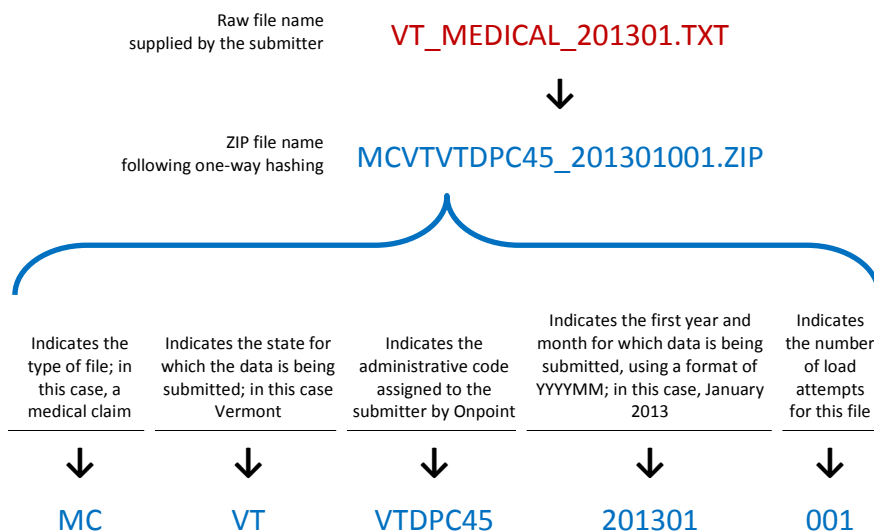 Raw file name
supplied by the submitter
VT_MEDICAL_201301.TXT
ZIP file name
following one-way hashing
MCVTVTDPC45_201301001.ZIP
Indicates the
type of file; in
this case, a
medical claim
Indicates the state for
which the data is being
submitted; in this case
Vermont
Indicates the
administrative code
assigned to the
submitter by Onpoint
Indicates the first year and
month for which data is being
submitted, using a format of
YYYYMM; in this case, January
2013
Indicates
the number
of load
attempts
for this file
MC
VT
VTDPC45
201301
001